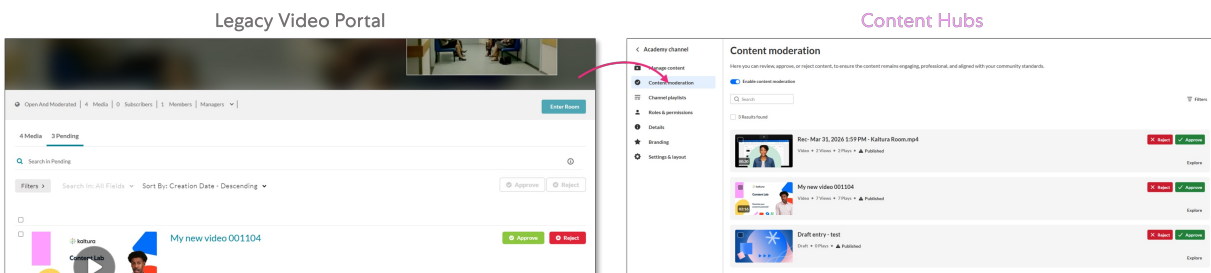 Legacy Video Portal
Content Hubs
Open And Moderated | 4 Media | 0 Subscribers | 1 Members | Managers
Enter Room
4 Media 3 Pending
Search in Pending
Filters Search In: All Fields Sort By: Creation Date - Descending
Approve Reject
kaltura
Content Lab
My new video 001104
Approve Reject
Academy channel
Manage content
Content moderation
Channel playlists
Roles & permissions
Details
Branding
Settings & layout
Content moderation
Here you can review, approve, or reject content, to ensure the content remains engaging, professional, and aligned with your community standards.
Enable content moderation
Search
Filters
3 Results found
Rec- Mar 31, 2026 1:59 PM - Kaltura Room.mp4
Video • 2 Views • 2 Plays • Published
Reject Approve
Explore
My new video 001104
Video • 7 Views • 7 Plays • Published
Reject Approve
Explore
Draft entry - test
Draft • 0 Plays • Published
Reject Approve
Explore